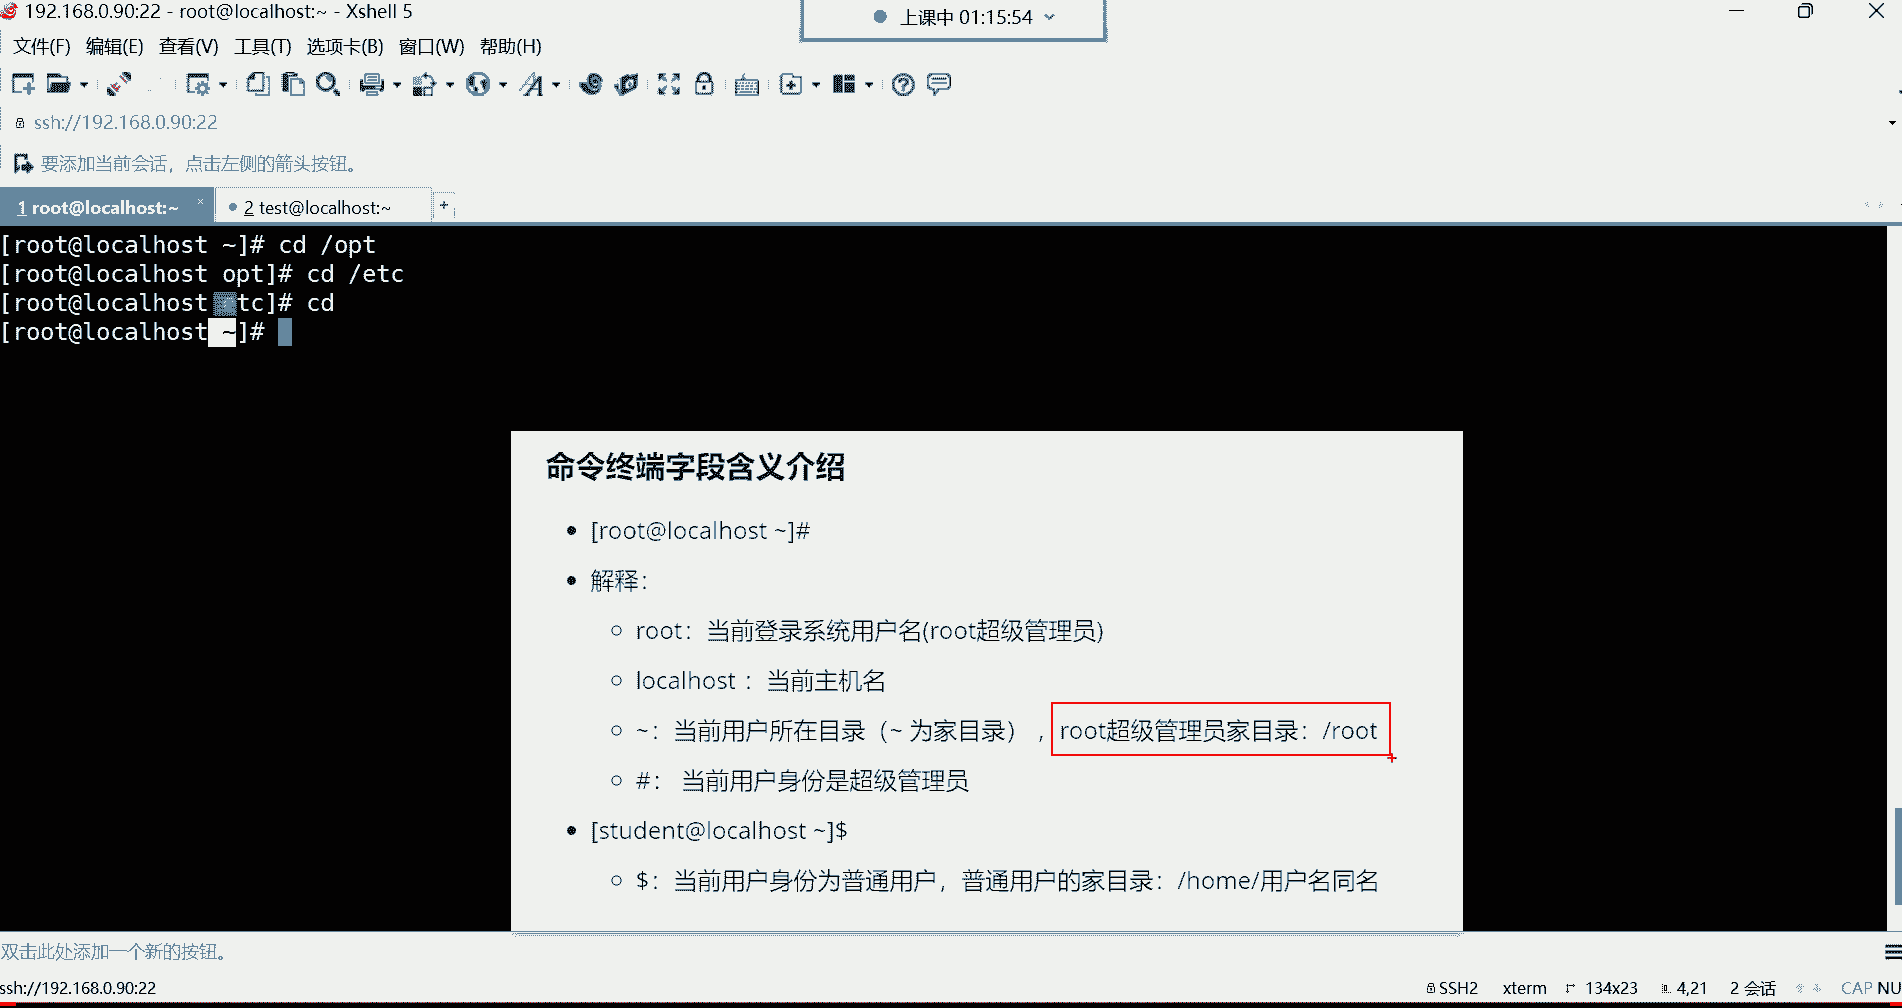 192.168.0.90:22 - root@localhost:~ - Xshell 5
上课中 01:15:54
文件(F) 编辑(E) 查看(V) 工具(T) 选项卡(B) 窗口(W) 帮助(H)
ssh://192.168.0.90:22
要添加当前会话，点击左侧的箭头按钮。
1 root@localhost:~ × 2 test@localhost:~ +
[root@localhost ~]# cd /opt
[root@localhost opt]# cd /etc
[root@localhost etc]# cd
[root@localhost ~]#
命令终端字段含义介绍
[root@localhost ~]#
解释：
root：当前登录系统用户名(root超级管理员)
localhost ：当前主机名
~：当前用户所在目录（~ 为家目录），root超级管理员家目录：/root
#： 当前用户身份是超级管理员
[student@localhost ~]$
$：当前用户身份为普通用户，普通用户的家目录：/home/用户名同名
双击此处添加一个新的按钮。
ssh://192.168.0.90:22 SSH2 xterm 134x23 4,21 2 会话 CAP NU